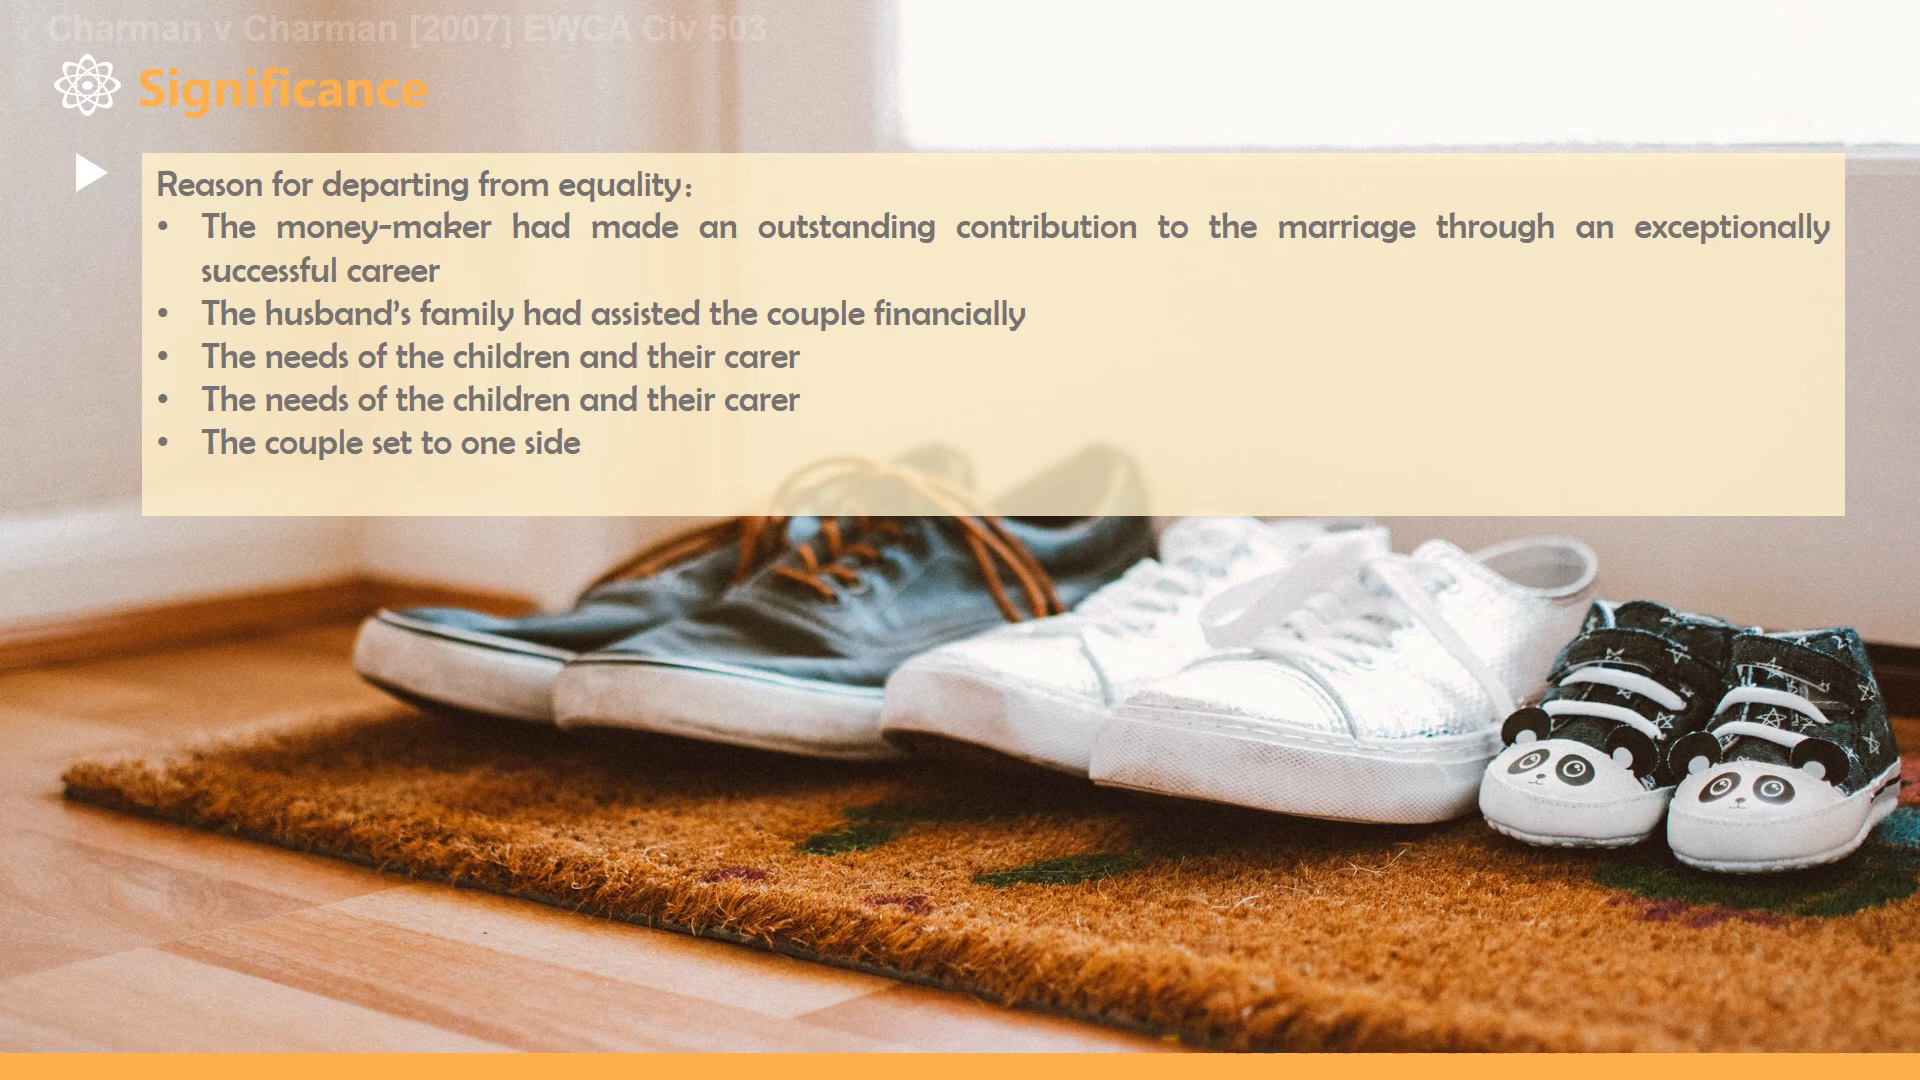 Charman v Charman [2007] EWCA Civ 503
Significance
Reason for departing from equality:
• The money-maker had made an outstanding contribution to the marriage through an exceptionally
successful career
• The husband's family had assisted the couple financially
• The needs of the children and their carer
• The needs of the children and their carer
• The couple set to one side